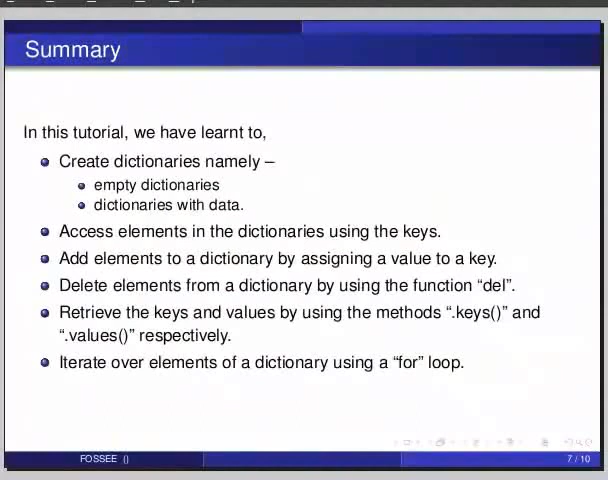 Summary
In this tutorial, we have learnt to,
Create dictionaries namely –
empty dictionaries
dictionaries with data.
Access elements in the dictionaries using the keys.
Add elements to a dictionary by assigning a value to a key.
Delete elements from a dictionary by using the function “del”.
Retrieve the keys and values by using the methods “.keys()” and
“.values()” respectively.
Iterate over elements of a dictionary using a “for” loop.
FOSSEE ()
7 / 10